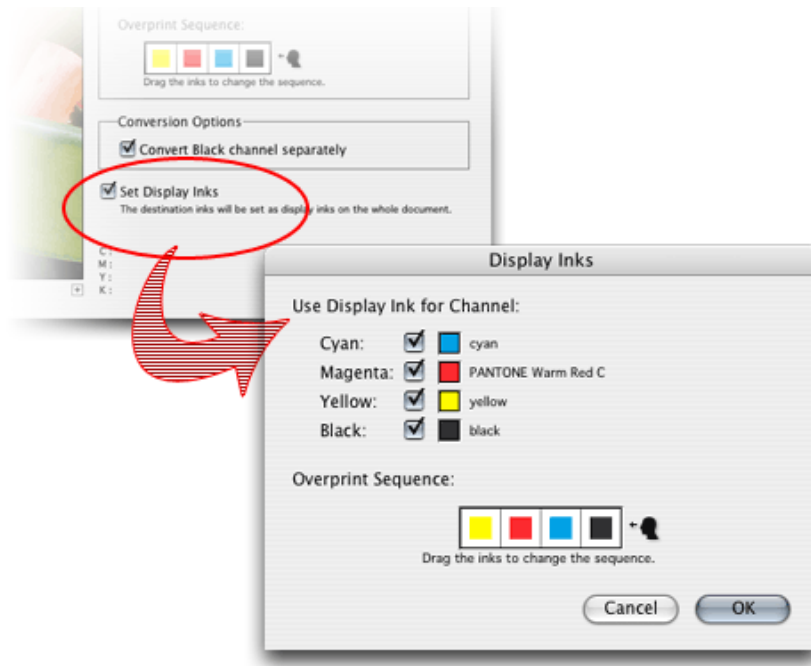 Overprint Sequence:
Drag the inks to change the sequence.
Conversion Options
Convert Black channel separately
Set Display Inks
The destination inks will be set as display inks on the whole document.
C:
M:
Y:
K:
Display Inks
Use Display Ink for Channel:
Cyan: cyan
Magenta: PANTONE Warm Red C
Yellow: yellow
Black: black
Overprint Sequence:
Drag the inks to change the sequence.
Cancel OK